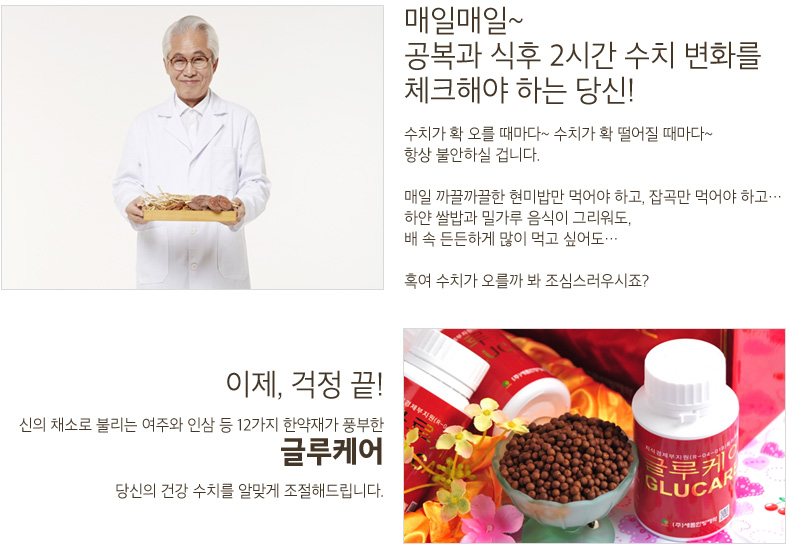 매일매일~
공복과 식후 2시간 수치 변화를
체크해야 하는 당신!
수치가 확 오를 때마다~ 수치가 확 떨어질 때마다~
항상 불안하실 겁니다.
매일 까끌까끌한 현미밥만 먹어야 하고, 잡곡만 먹어야 하고…
하얀 쌀밥과 밀가루 음식이 그리워도,
배 속 든든하게 많이 먹고 싶어도…
혹여 수치가 오를까 봐 조심스러우시죠?
이제, 걱정 끝!
신의 채소로 불리는 여주와 인삼 등 12가지 한약재가 풍부한
글루케어
당신의 건강 수치를 알맞게 조절해드립니다.
글루케어
GLUCARE